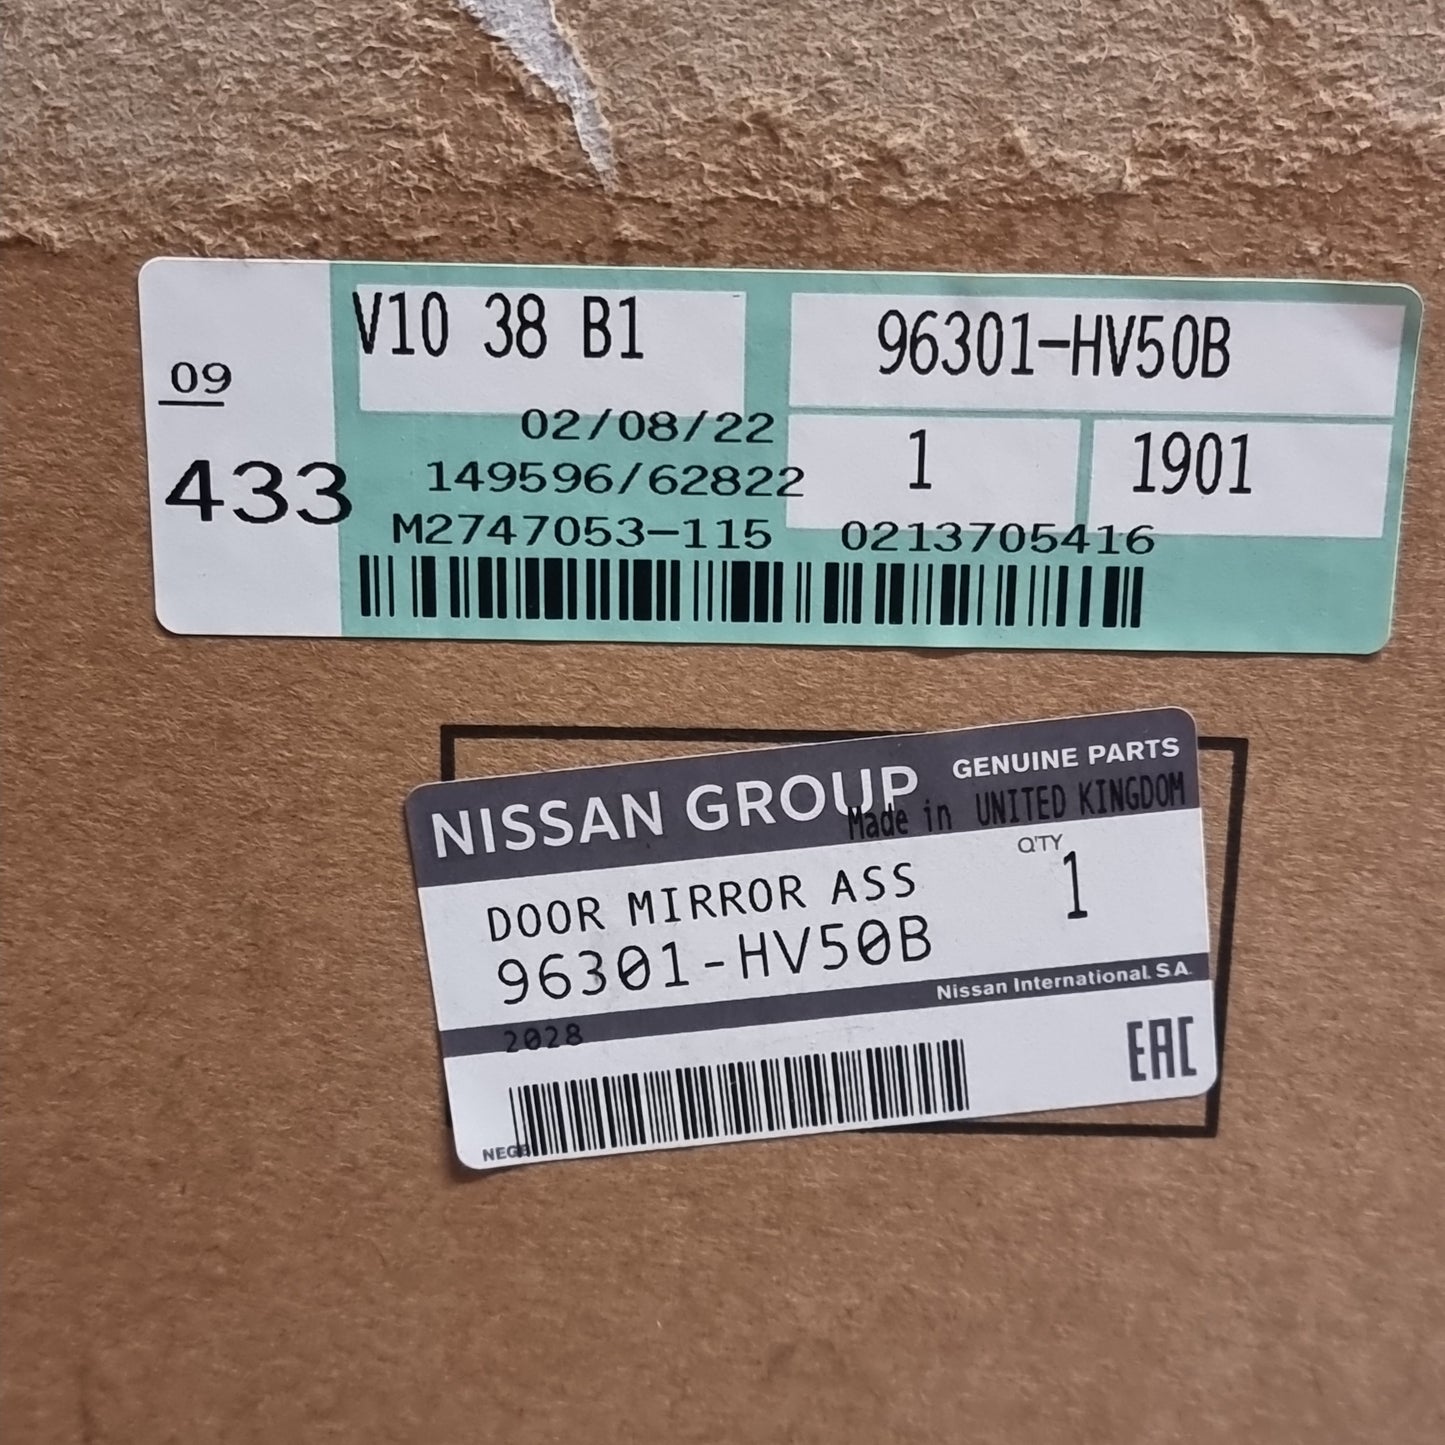 V10 38 B1
96301-HV50B
09
02/08/22
433
149596/62822
1
1901
M2747053-115
0213705416
NISSAN GROUP
GENUINE PARTS
Made in UNITED KINGDOM
DOOR MIRROR ASS
Q'TY
1
96301-HV50B
Nissan International S.A.
2028
EAC